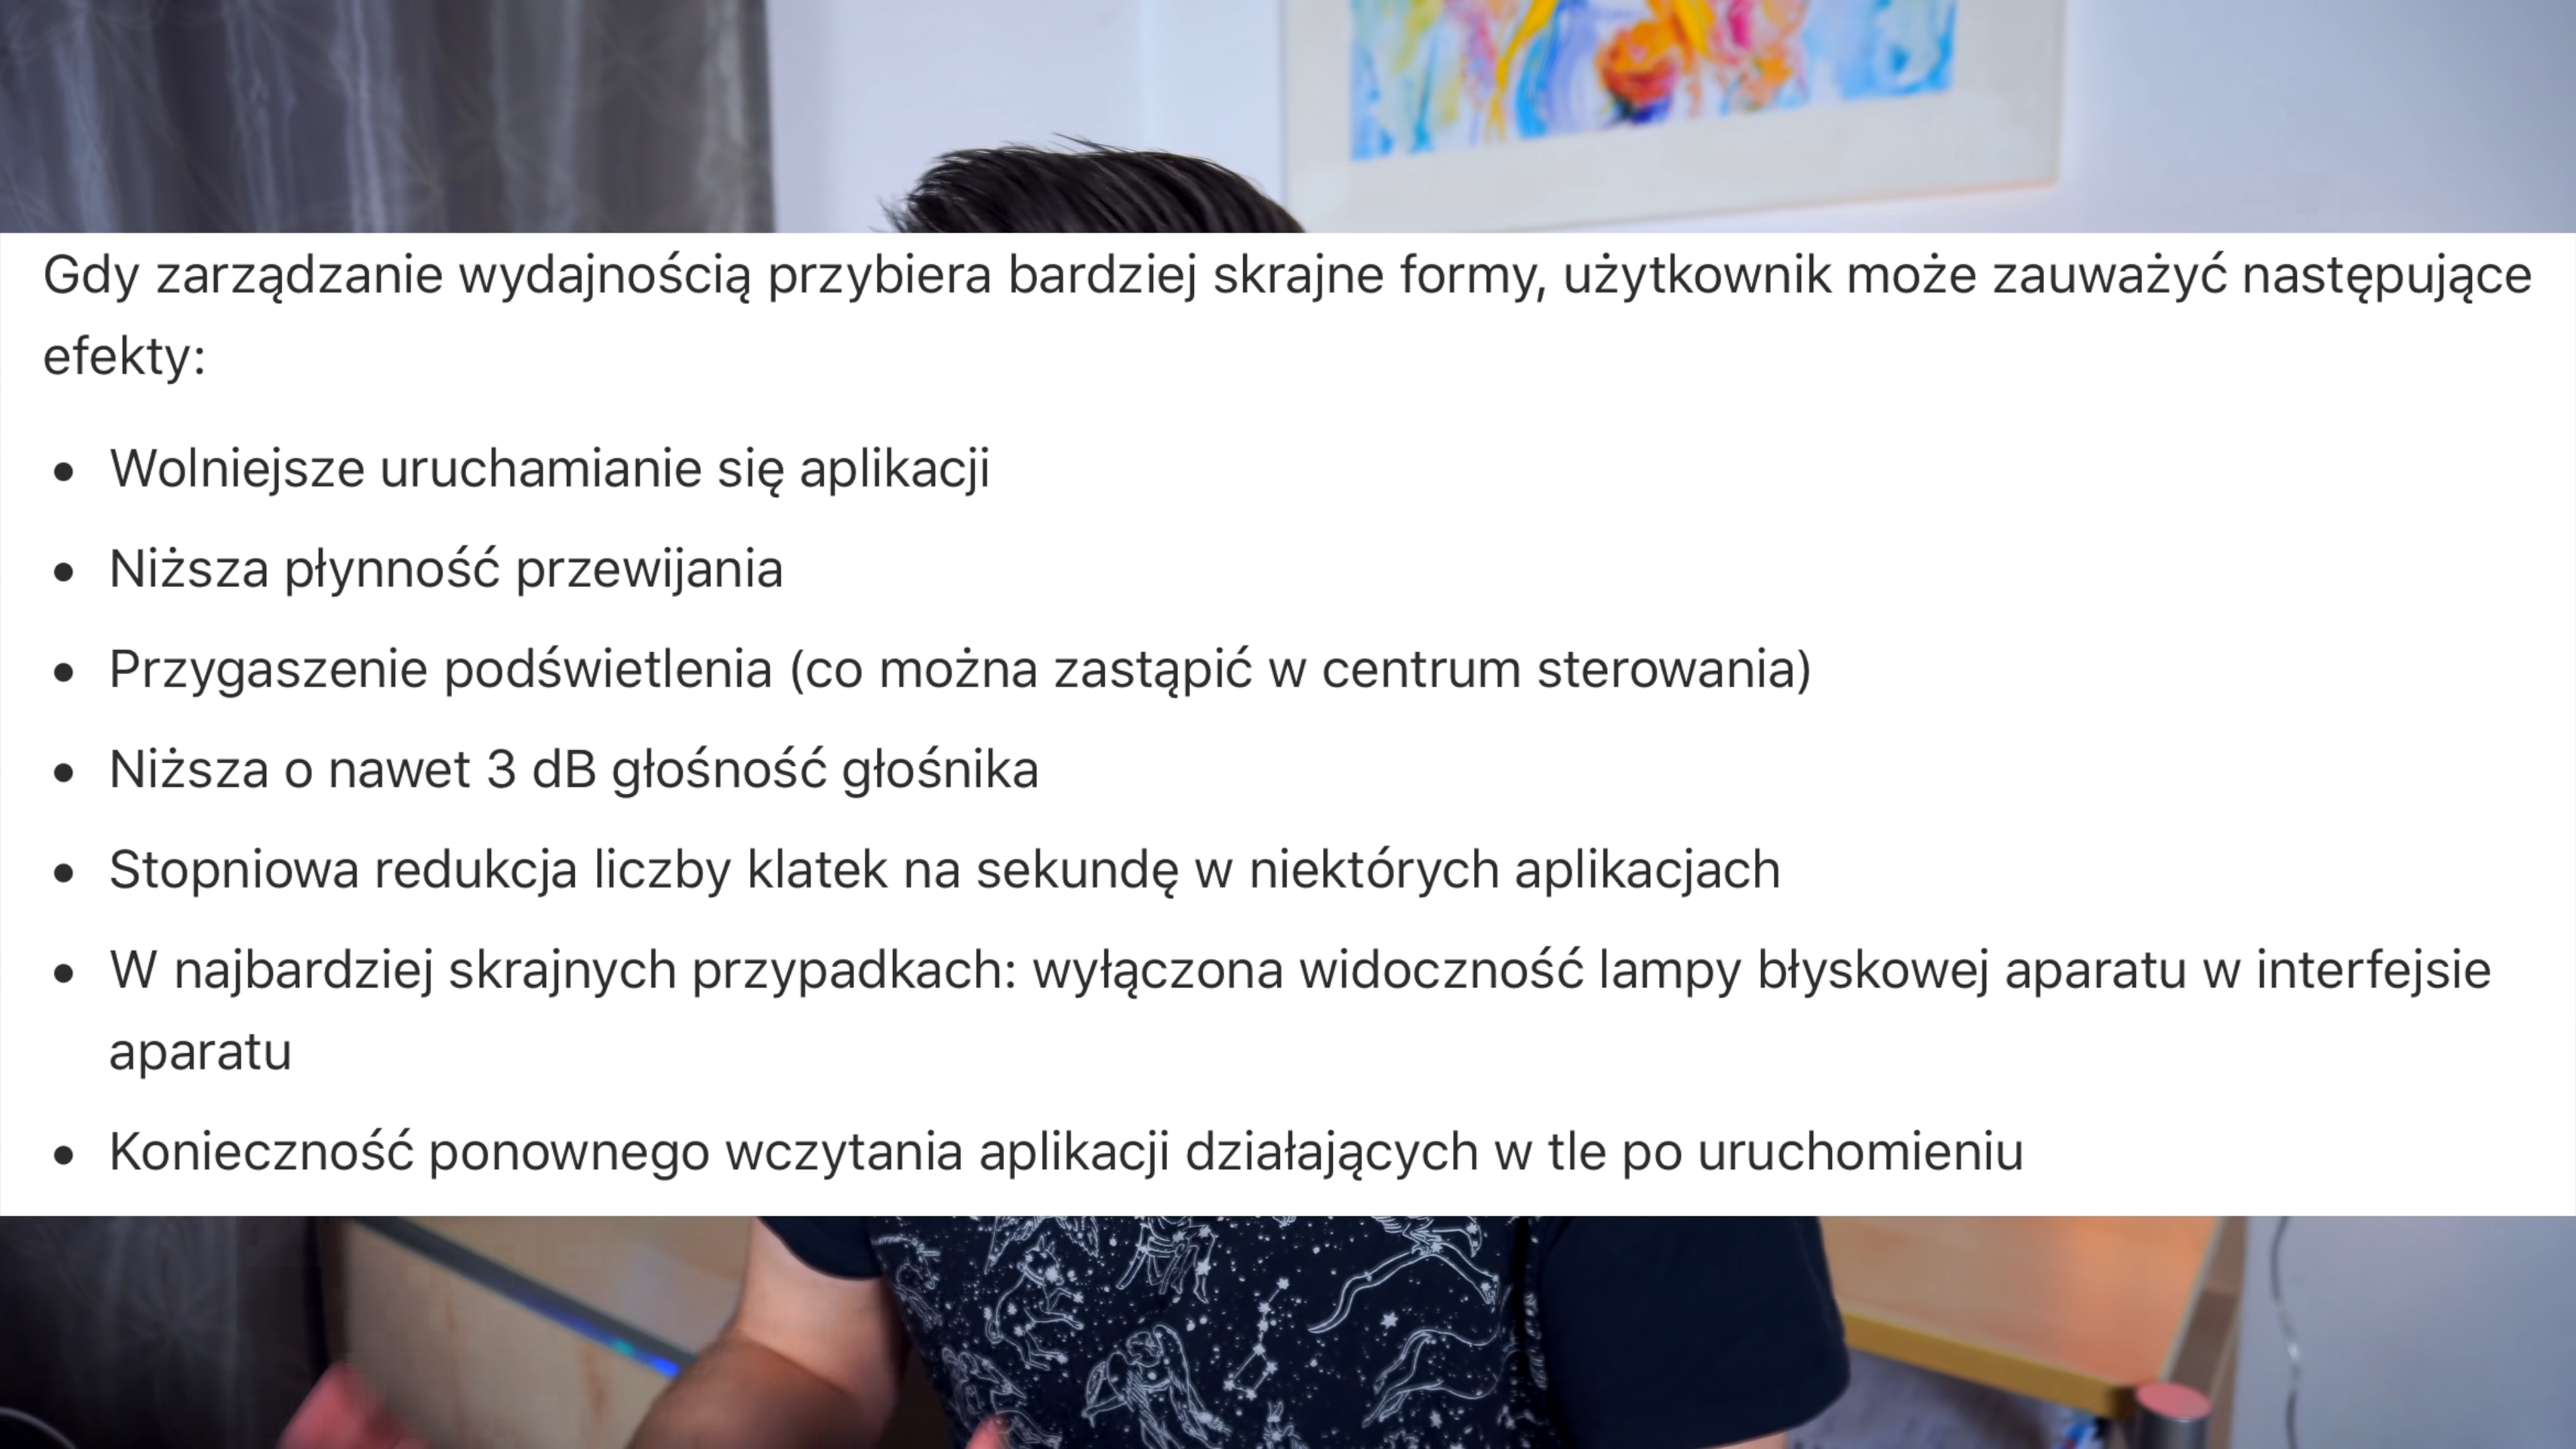 Gdy zarządzanie wydajnością przybiera bardziej skrajne formy, użytkownik może zauważyć następujące
efekty:
• Wolniejsze uruchamianie się aplikacji
• Niższa płynność przewijania
• Przygaszenie podświetlenia (co można zastąpić w centrum sterowania)
• Niższa o nawet 3 dB głośność głośnika
• Stopniowa redukcja liczby klatek na sekundę w niektórych aplikacjach
• W najbardziej skrajnych przypadkach: wyłączona widoczność lampy błyskowej aparatu w interfejsie
aparatu
• Konieczność ponownego wczytania aplikacji działających w tle po uruchomieniu